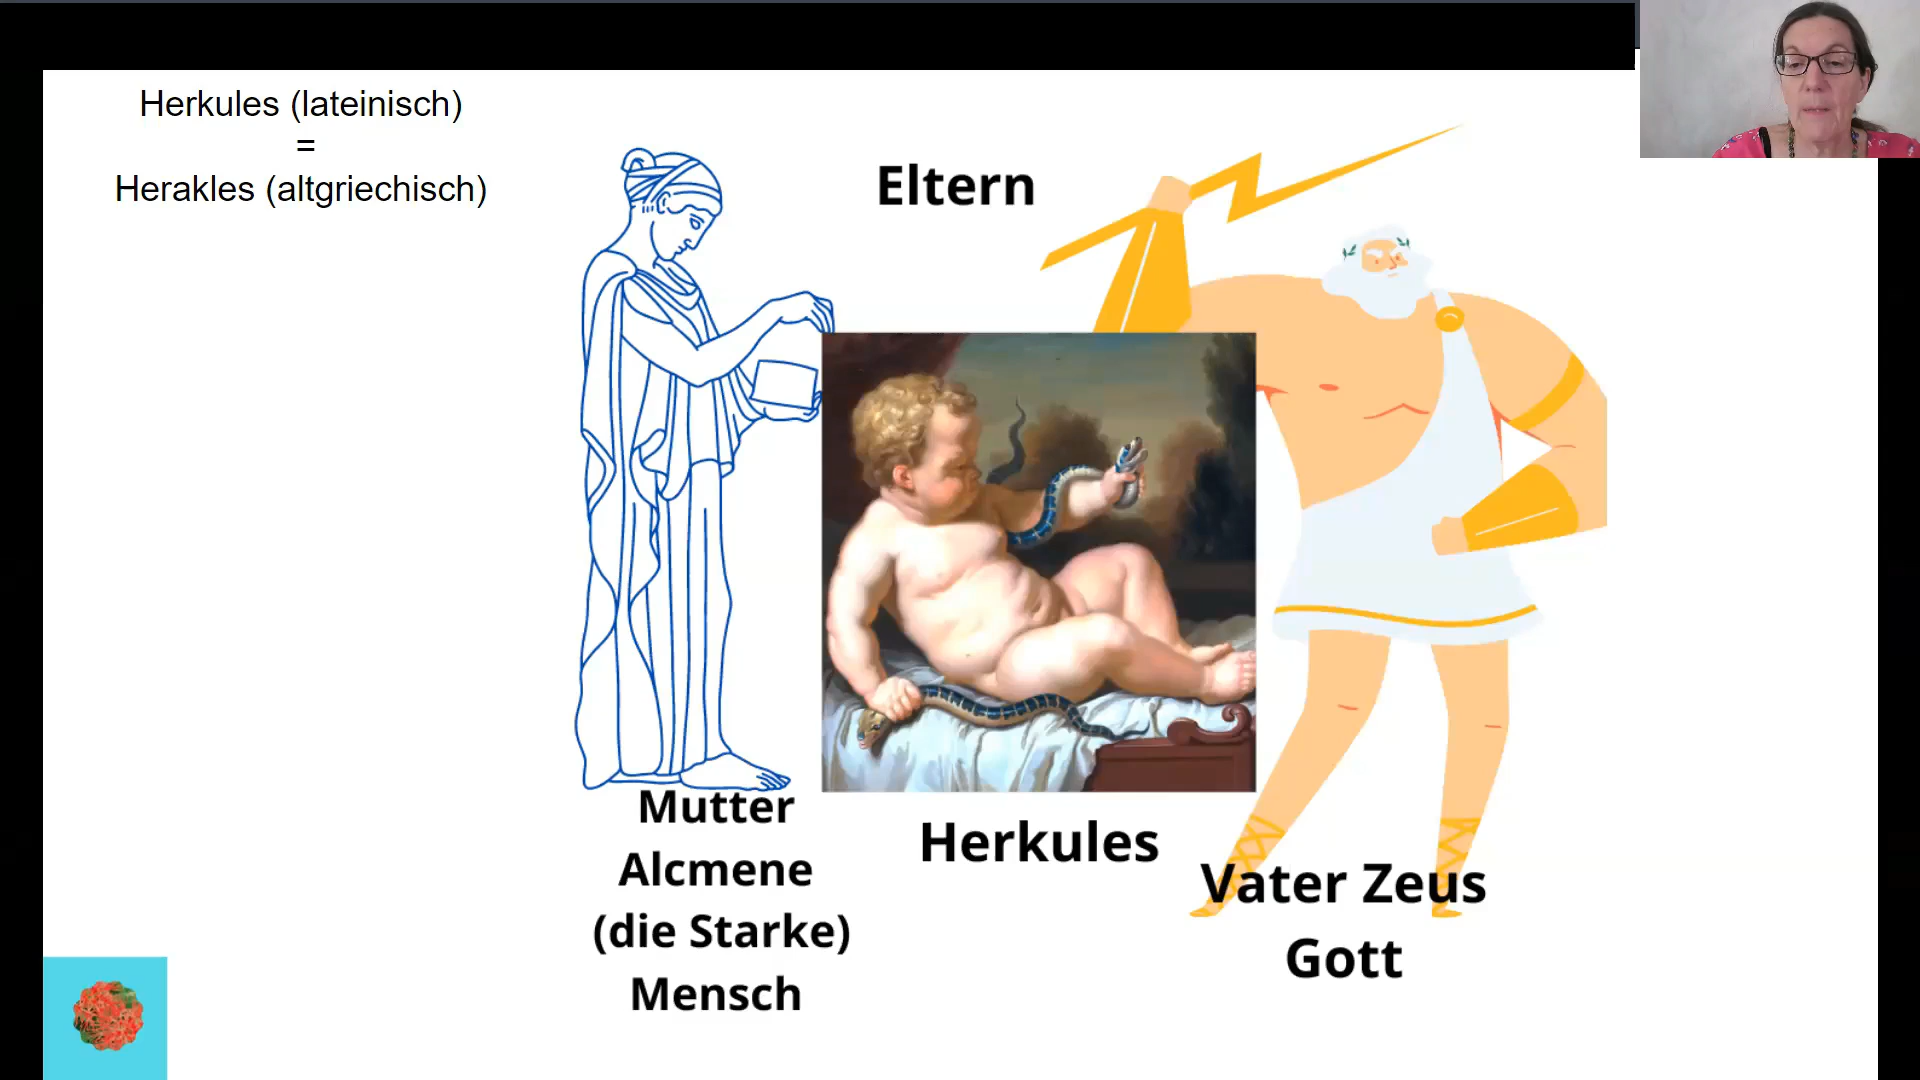 Herkules (lateinisch)
=
Herakles (altgriechisch)
Eltern
Mutter
Alcmene
(die Starke)
Mensch
Herkules
Vater Zeus
Gott